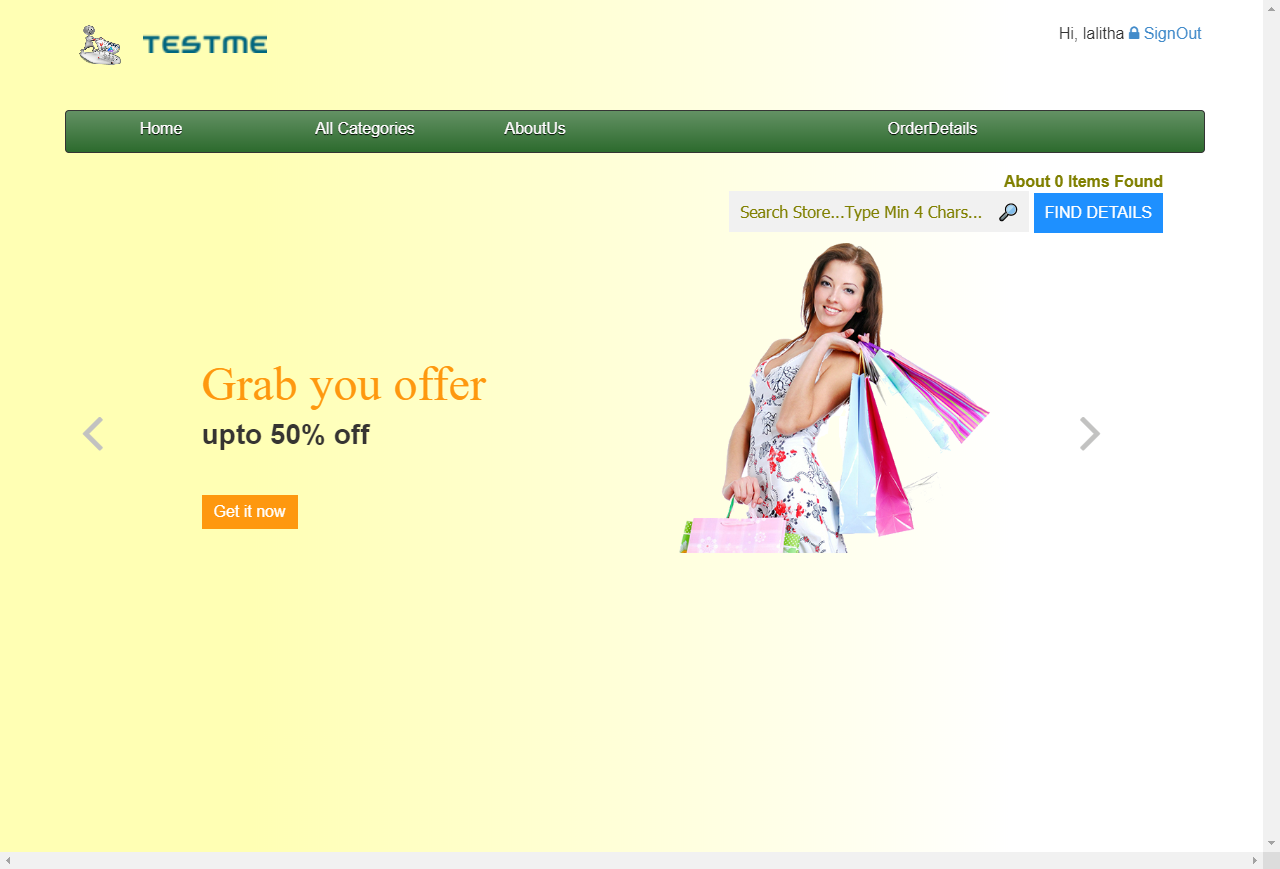 TESTME
Hi, lalitha SignOut
Home All Categories AboutUs OrderDetails
About 0 Items Found
Search Store...Type Min 4 Chars... FIND DETAILS
Grab you offer
upto 50% off
Get it now